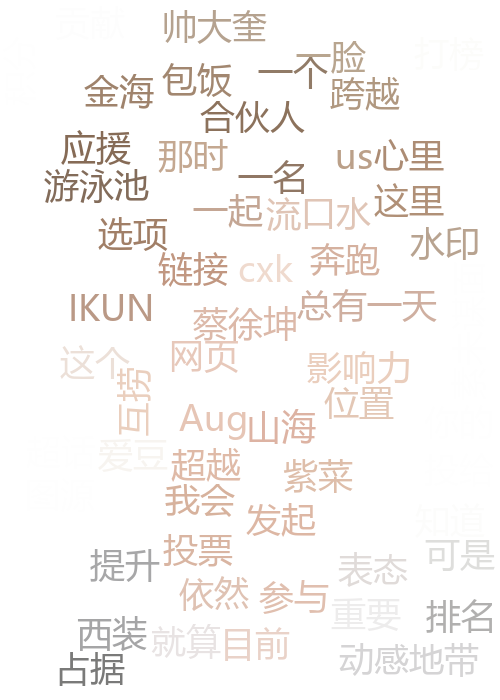 贡献
帅大奎
一脸
打榜
包饭
一个
金海
跨越
合伙人
应援
那时
us心里
游泳池
一名
一起
流口水
这里
选项
水印
链接
cxk
奔跑
IKUN
总有一天
蔡徐坤
这个
网页
影响力
互捞
位置
Aug
山海
爱豆
超越
紫菜
我会
发起
知道
提升
投票
表态
可是
依然
参与
重要
排名
西装
就算
目前
动感地带
占据